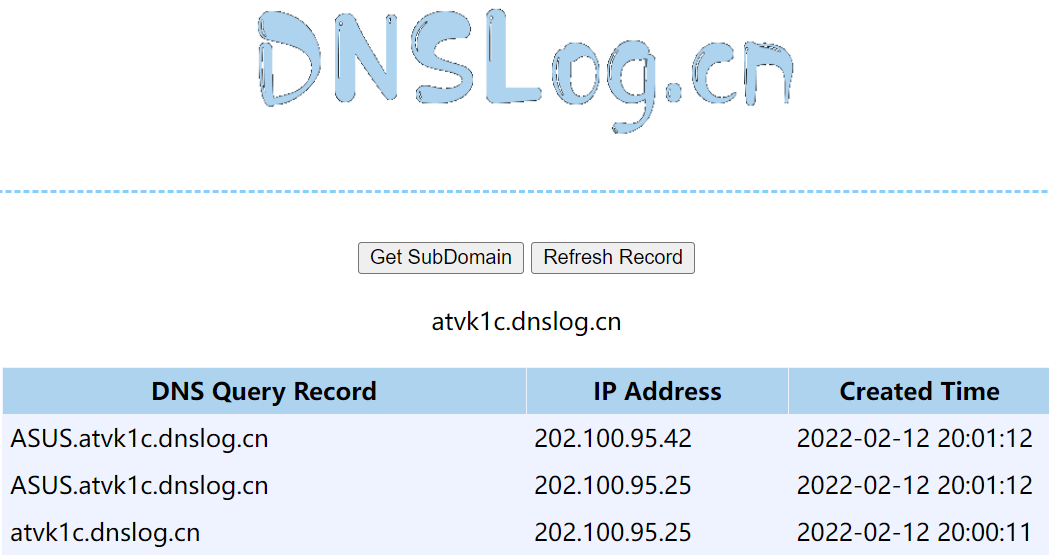 DNSLog.cn
Get SubDomain Refresh Record
atvk1c.dnslog.cn
DNS Query Record IP Address Created Time
ASUS.atvk1c.dnslog.cn 202.100.95.42 2022-02-12 20:01:12
ASUS.atvk1c.dnslog.cn 202.100.95.25 2022-02-12 20:01:12
atvk1c.dnslog.cn 202.100.95.25 2022-02-12 20:00:11